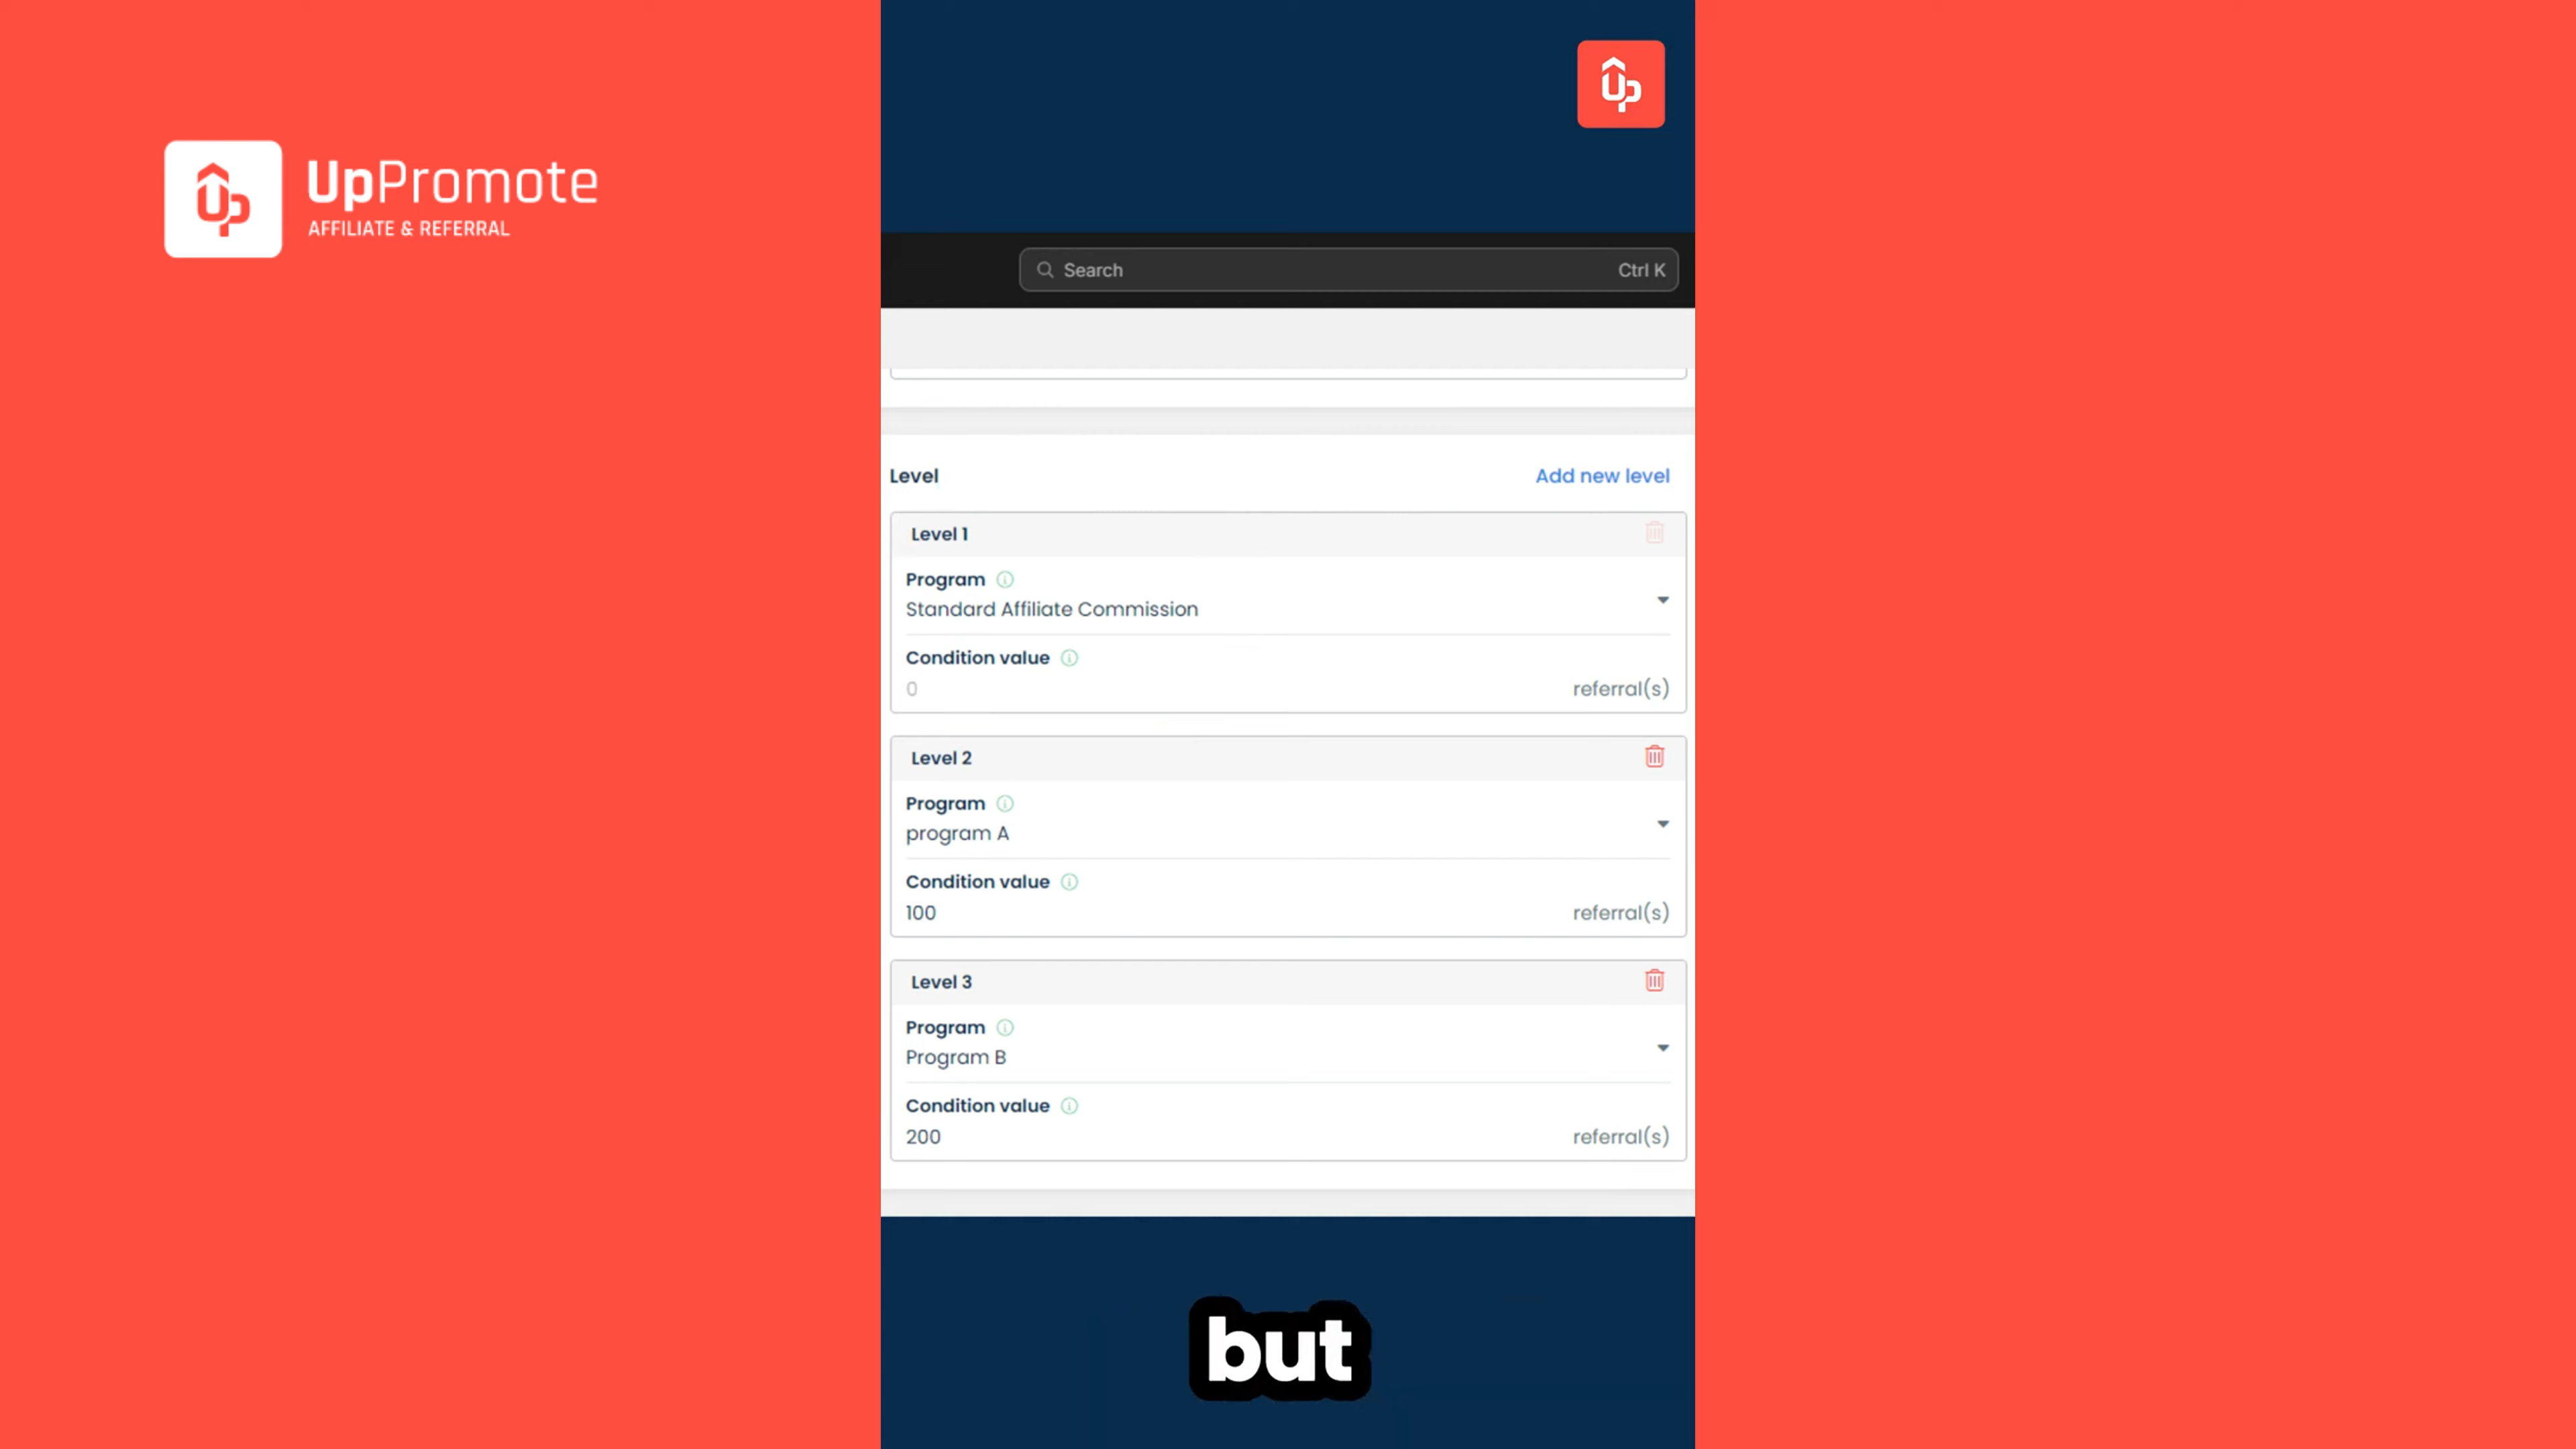 UpPromote
AFFILIATE & REFERRAL
Up
Search Ctrl K
Level Add new level
Level 1
Program
Standard Affiliate Commission
Condition value
0 referral(s)
Level 2
Program
program A
Condition value
100 referral(s)
Level 3
Program
Program B
Condition value
200 referral(s)
but